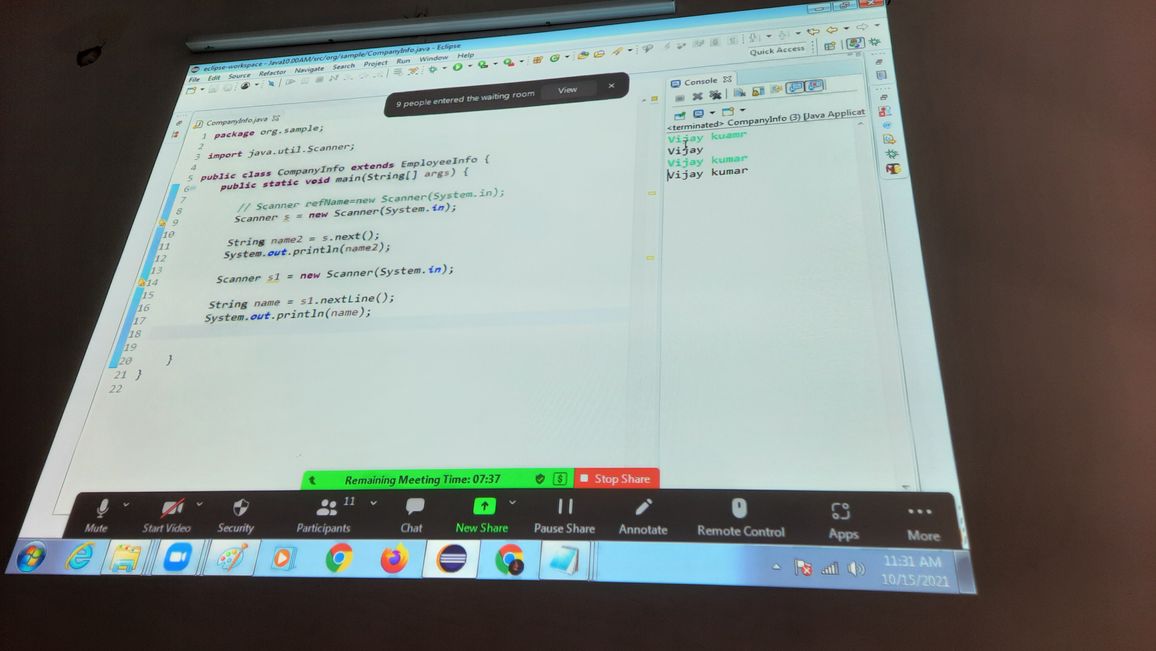 eclipse-workspace - Java10.00AM/src/org/sample/CompanyInfo.java - Eclipse
File Edit Source Refactor Navigate Search Project Run Window Help
Quick Access
9 people entered the waiting room View
CompanyInfo.java
1 package org.sample;
2
3 import java.util.Scanner;
4
5 public class CompanyInfo extends EmployeeInfo {
6 public static void main(String[] args) {
7
8 // Scanner refName=new Scanner(System.in);
9 Scanner s = new Scanner(System.in);
10
11 String name2 = s.next();
12 System.out.println(name2);
13
14 Scanner s1 = new Scanner(System.in);
15
16 String name = s1.nextLine();
17 System.out.println(name);
18
19
20 }
21 }
22
Console
<terminated> CompanyInfo (3) [Java Applicat
Vijay kuamr
Vijay
Vijay kumar
Vijay kumar
Remaining Meeting Time: 07:37 Stop Share
Mute Start Video Security Participants 11 Chat New Share Pause Share Annotate Remote Control Apps More
11:31 AM
10/15/2021